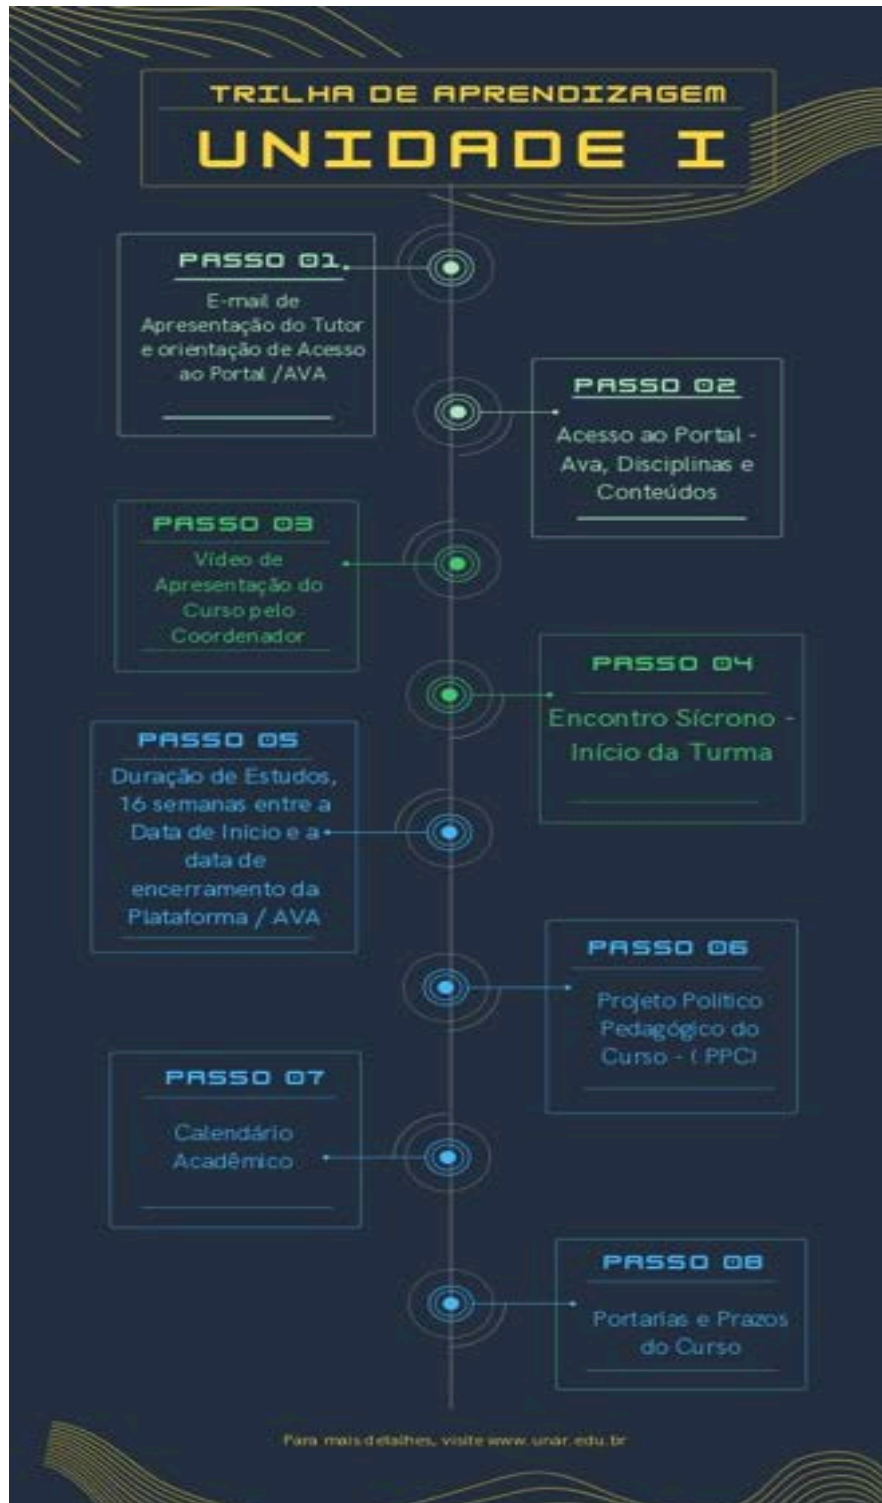 TRILHA DE APRENDIZAGEM
UNIDADE I
PASSO 01
E-mail de
Apresentação do Tutor
e orientação de Acesso
ao Portal /AVA
PASSO 02
Acesso ao Portal -
Ava, Disciplinas e
Conteúdos
PASSO 03
Vídeo de
Apresentação do
Curso pelo
Coordenador
PASSO 04
Encontro Sícrono -
Início da Turma
PASSO 05
Duração de Estudos,
16 semanas entre a
Data de Início e a
data de
encerramento da
Plataforma / AVA
PASSO 06
Projeto Político
Pedagógico do
Curso - ( PPC)
PASSO 07
Calendário
Acadêmico
PASSO 08
Portarias e Prazos
do Curso
Para mais detalhes, visite www.unar.edu.br